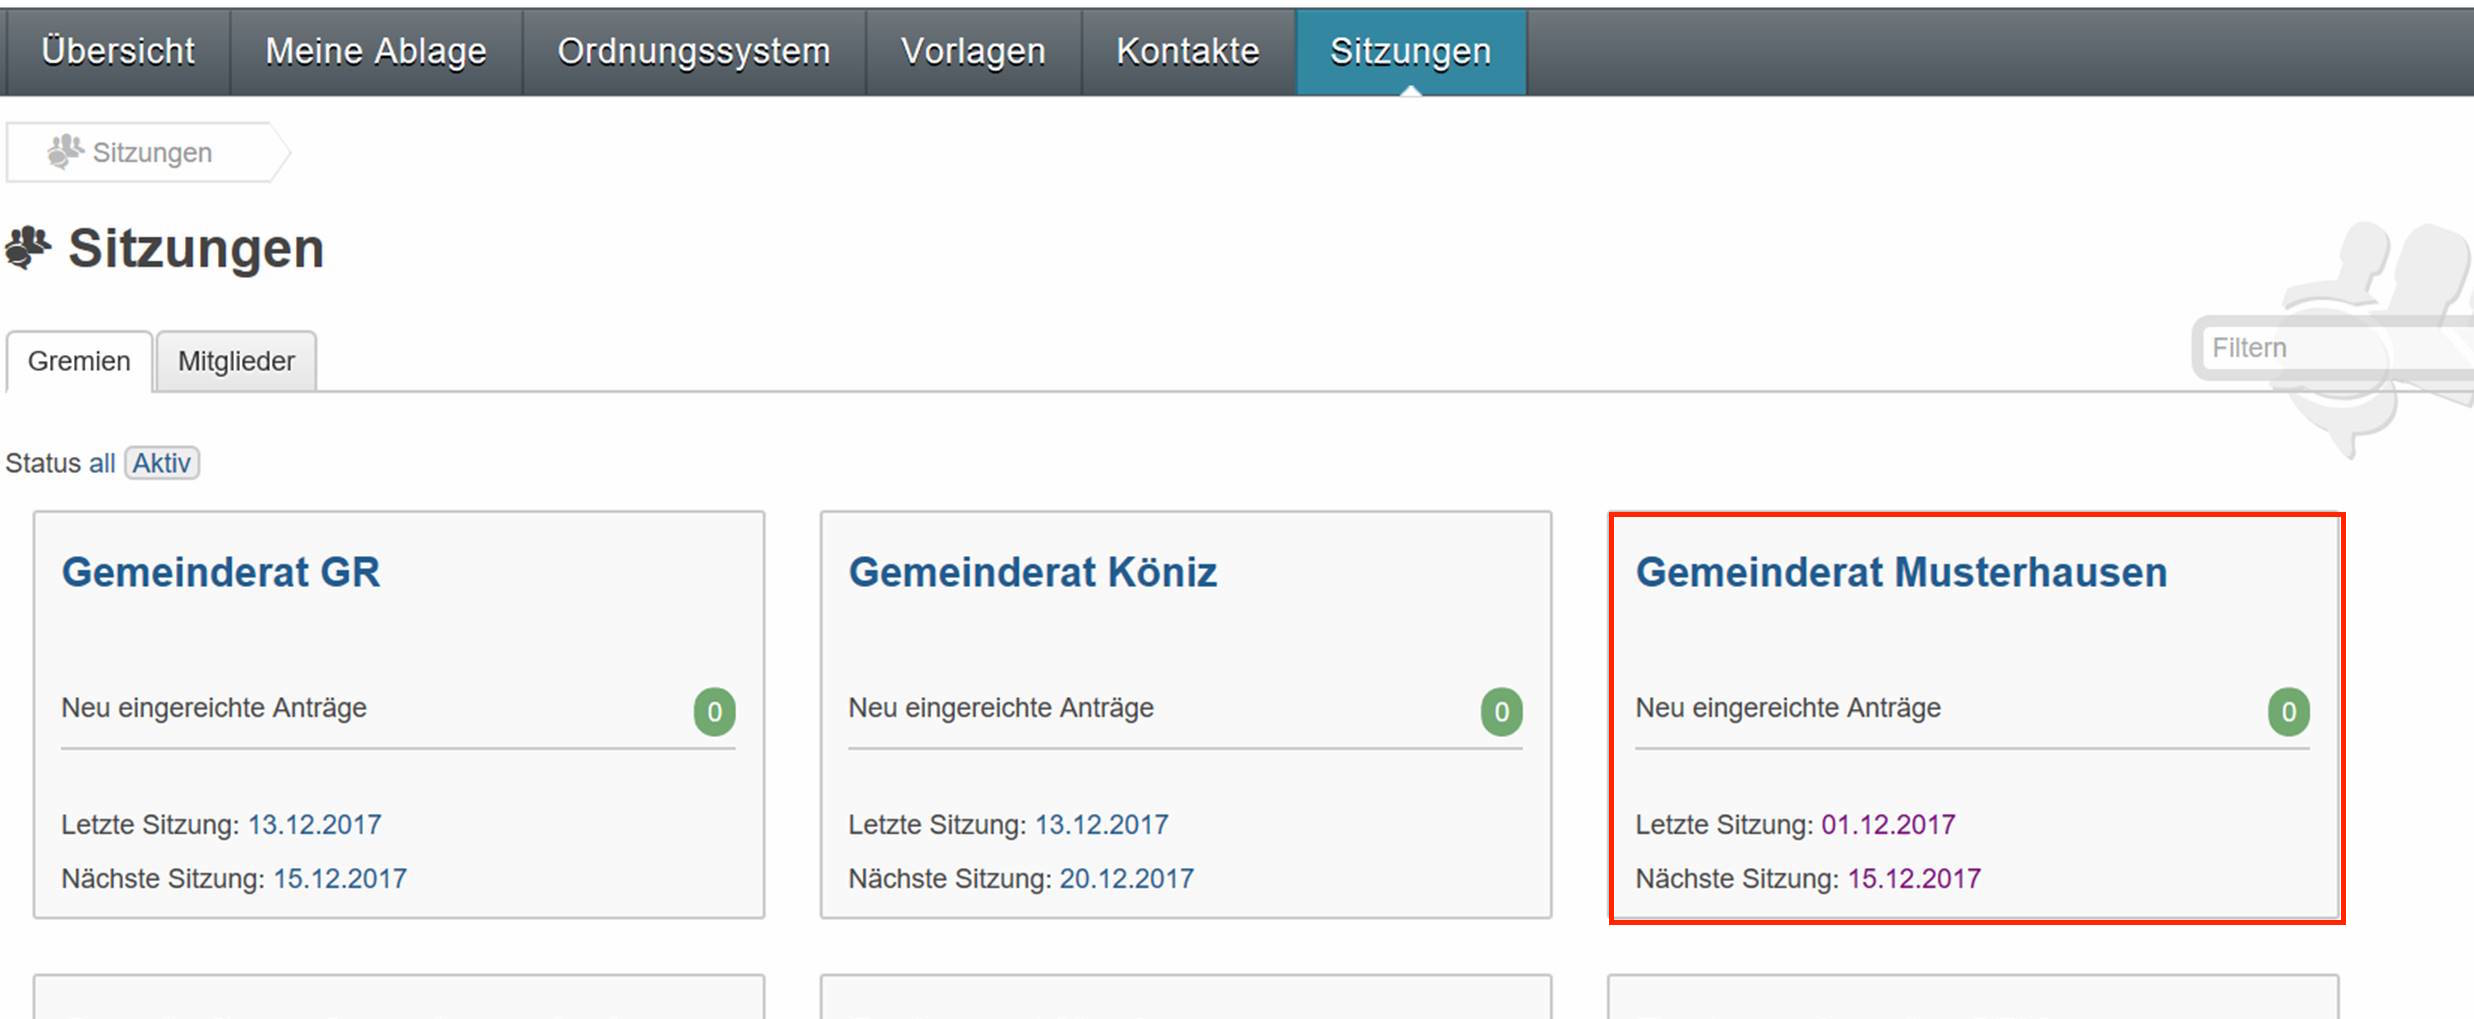 Übersicht Meine Ablage Ordnungssystem Vorlagen Kontakte Sitzungen
Sitzungen
Sitzungen
Gremien Mitglieder Filtern
Status all Aktiv
Gemeinderat GR Gemeinderat Köniz Gemeinderat Musterhausen
Neu eingereichte Anträge 0 Neu eingereichte Anträge 0 Neu eingereichte Anträge 0
Letzte Sitzung: 13.12.2017 Letzte Sitzung: 13.12.2017 Letzte Sitzung: 01.12.2017
Nächste Sitzung: 15.12.2017 Nächste Sitzung: 20.12.2017 Nächste Sitzung: 15.12.2017